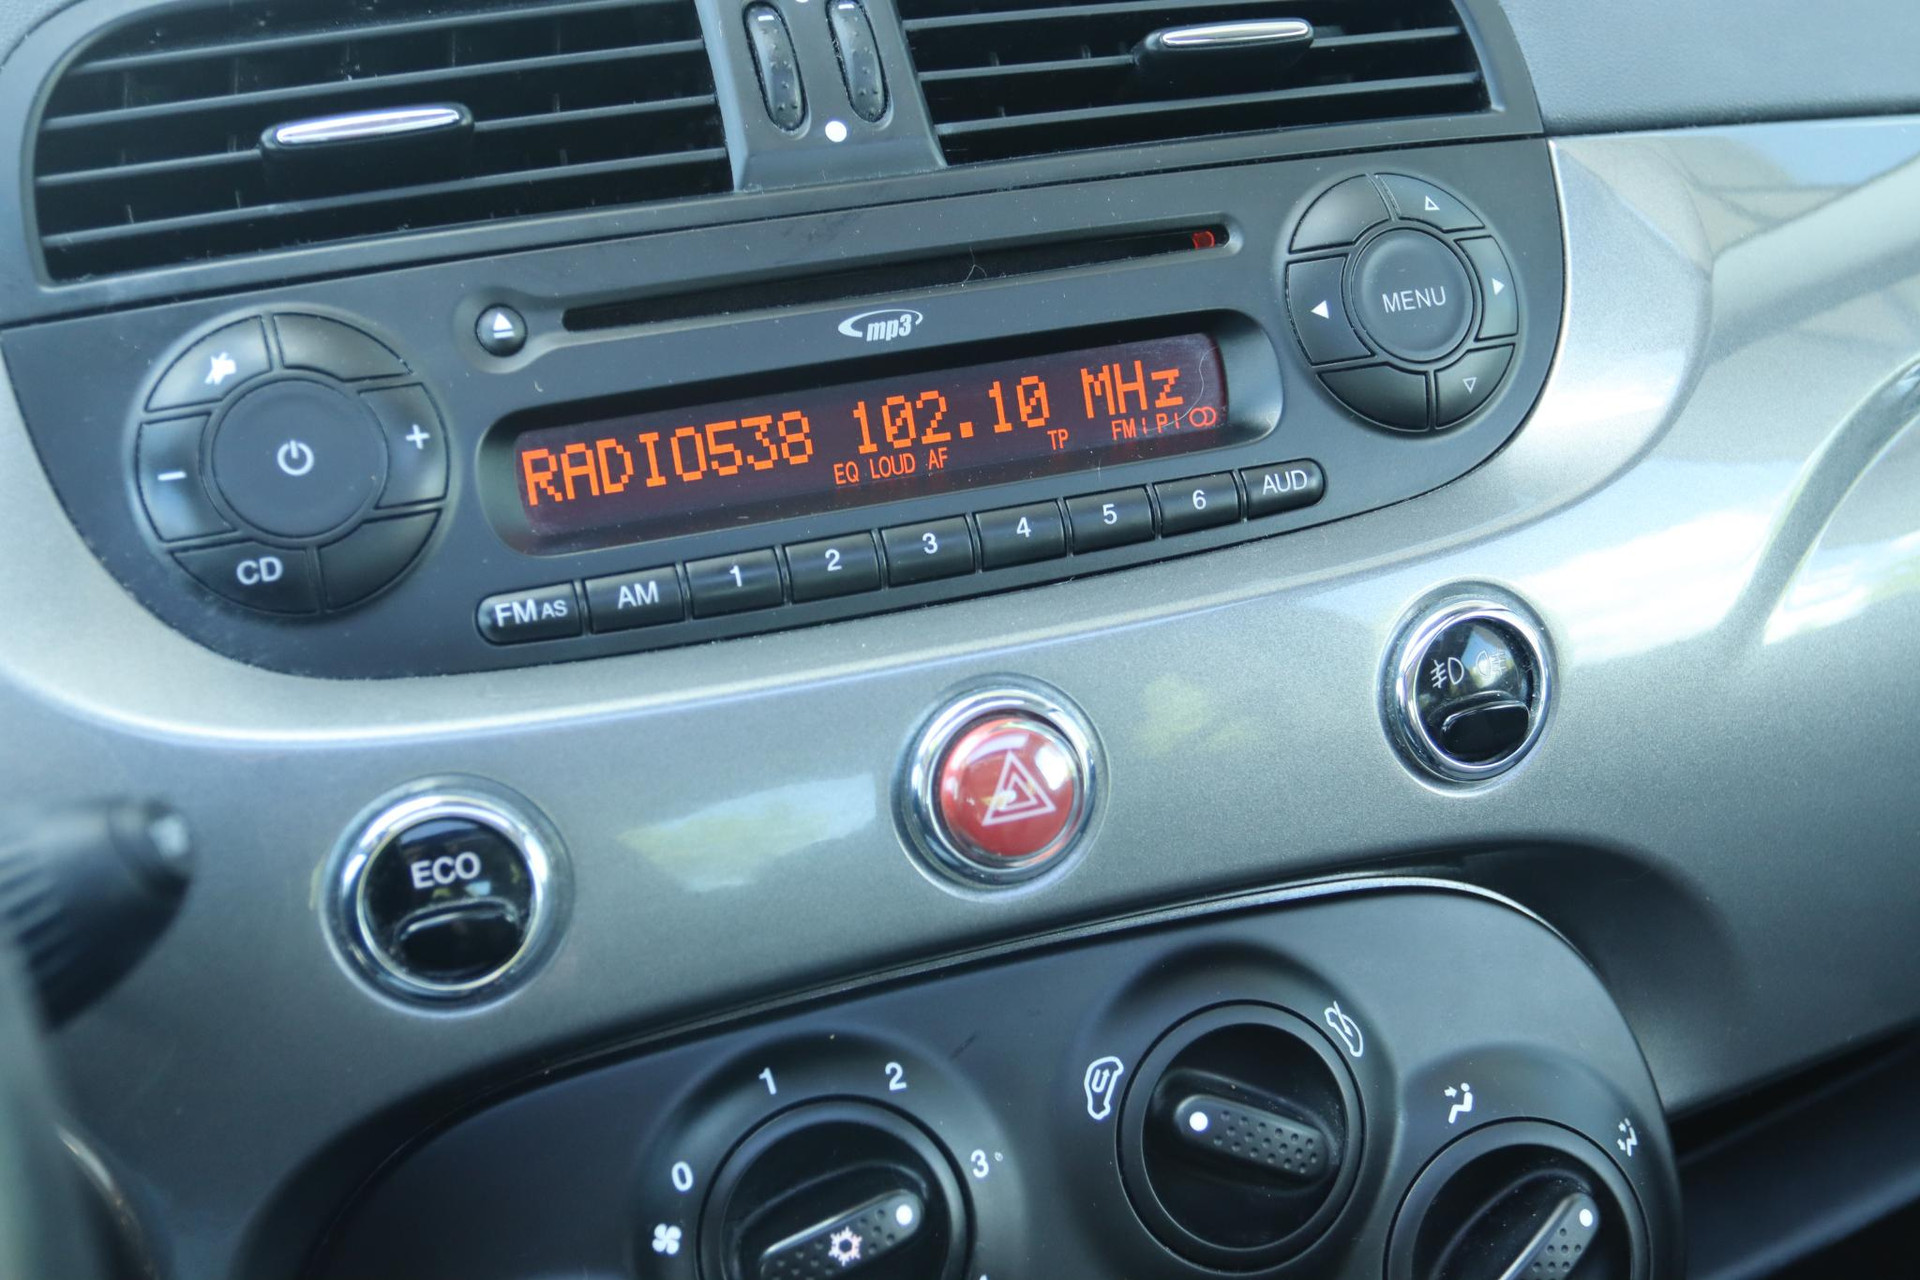 mp3
MENU
RADIO538 102.10 MHz
EQ LOUD AF TP FM I P I
CD
FM AS AM 1 2 3 4 5 6 AUD
ECO
0 1 2 3